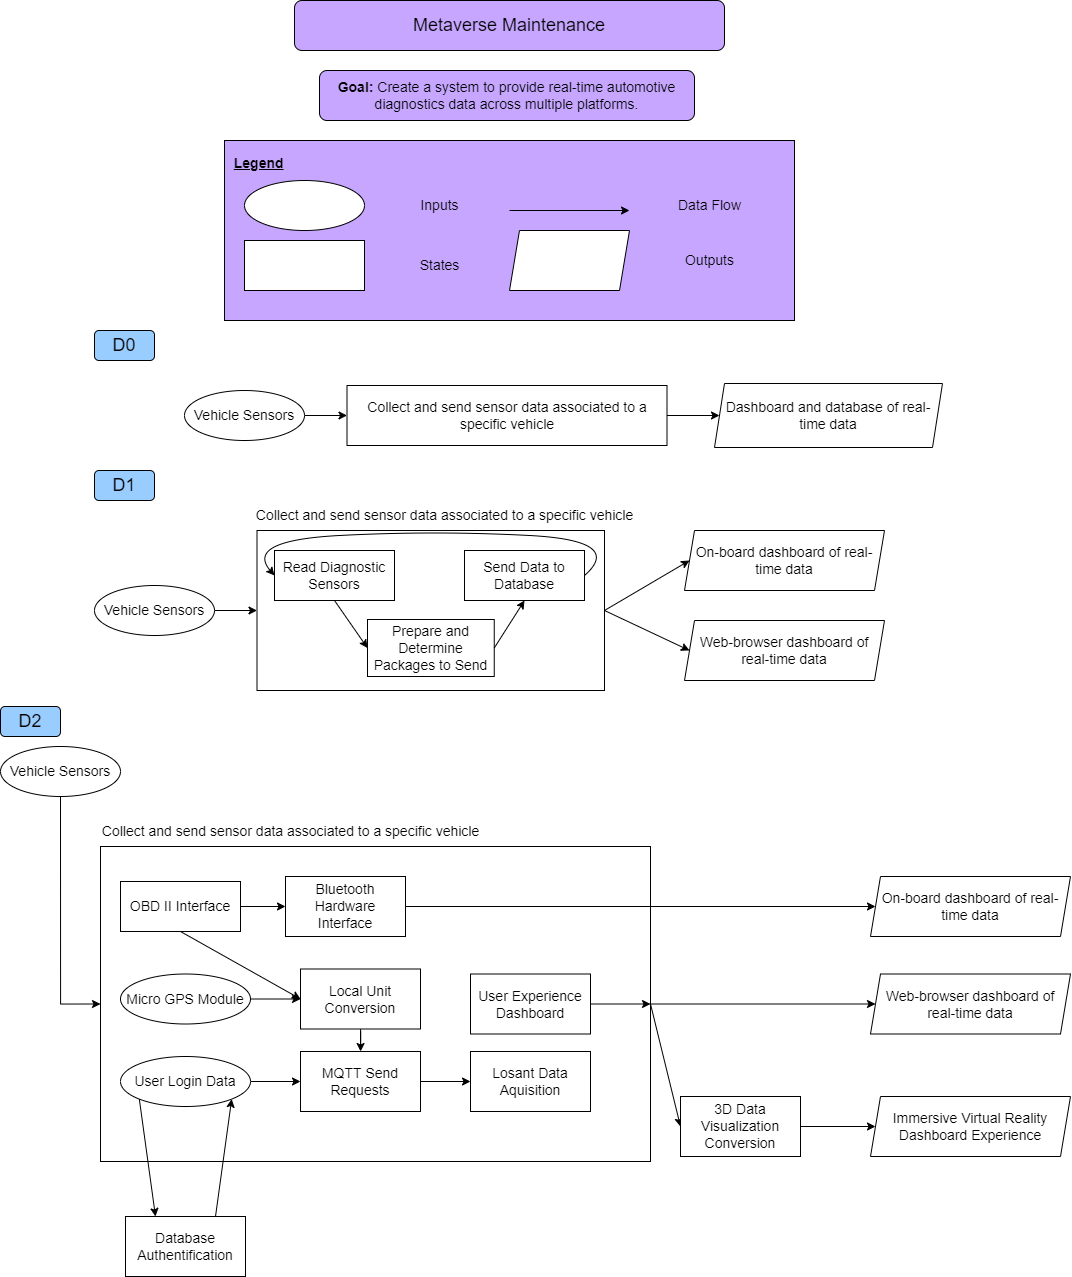 Metaverse Maintenance
Goal: Create a system to provide real-time automotive
diagnostics data across multiple platforms.
Legend
Inputs
Data Flow
States
Outputs
D0
Vehicle Sensors
Collect and send sensor data associated to a
specific vehicle
Dashboard and database of real-
time data
D1
Collect and send sensor data associated to a specific vehicle
Vehicle Sensors
Read Diagnostic
Sensors
Send Data to
Database
Prepare and
Determine
Packages to Send
On-board dashboard of real-
time data
Web-browser dashboard of
real-time data
D2
Vehicle Sensors
Collect and send sensor data associated to a specific vehicle
OBD II Interface
Bluetooth
Hardware
Interface
On-board dashboard of real-
time data
Micro GPS Module
Local Unit
Conversion
User Experience
Dashboard
Web-browser dashboard of
real-time data
User Login Data
MQTT Send
Requests
Losant Data
Aquisition
3D Data
Visualization
Conversion
Immersive Virtual Reality
Dashboard Experience
Database
Authentification